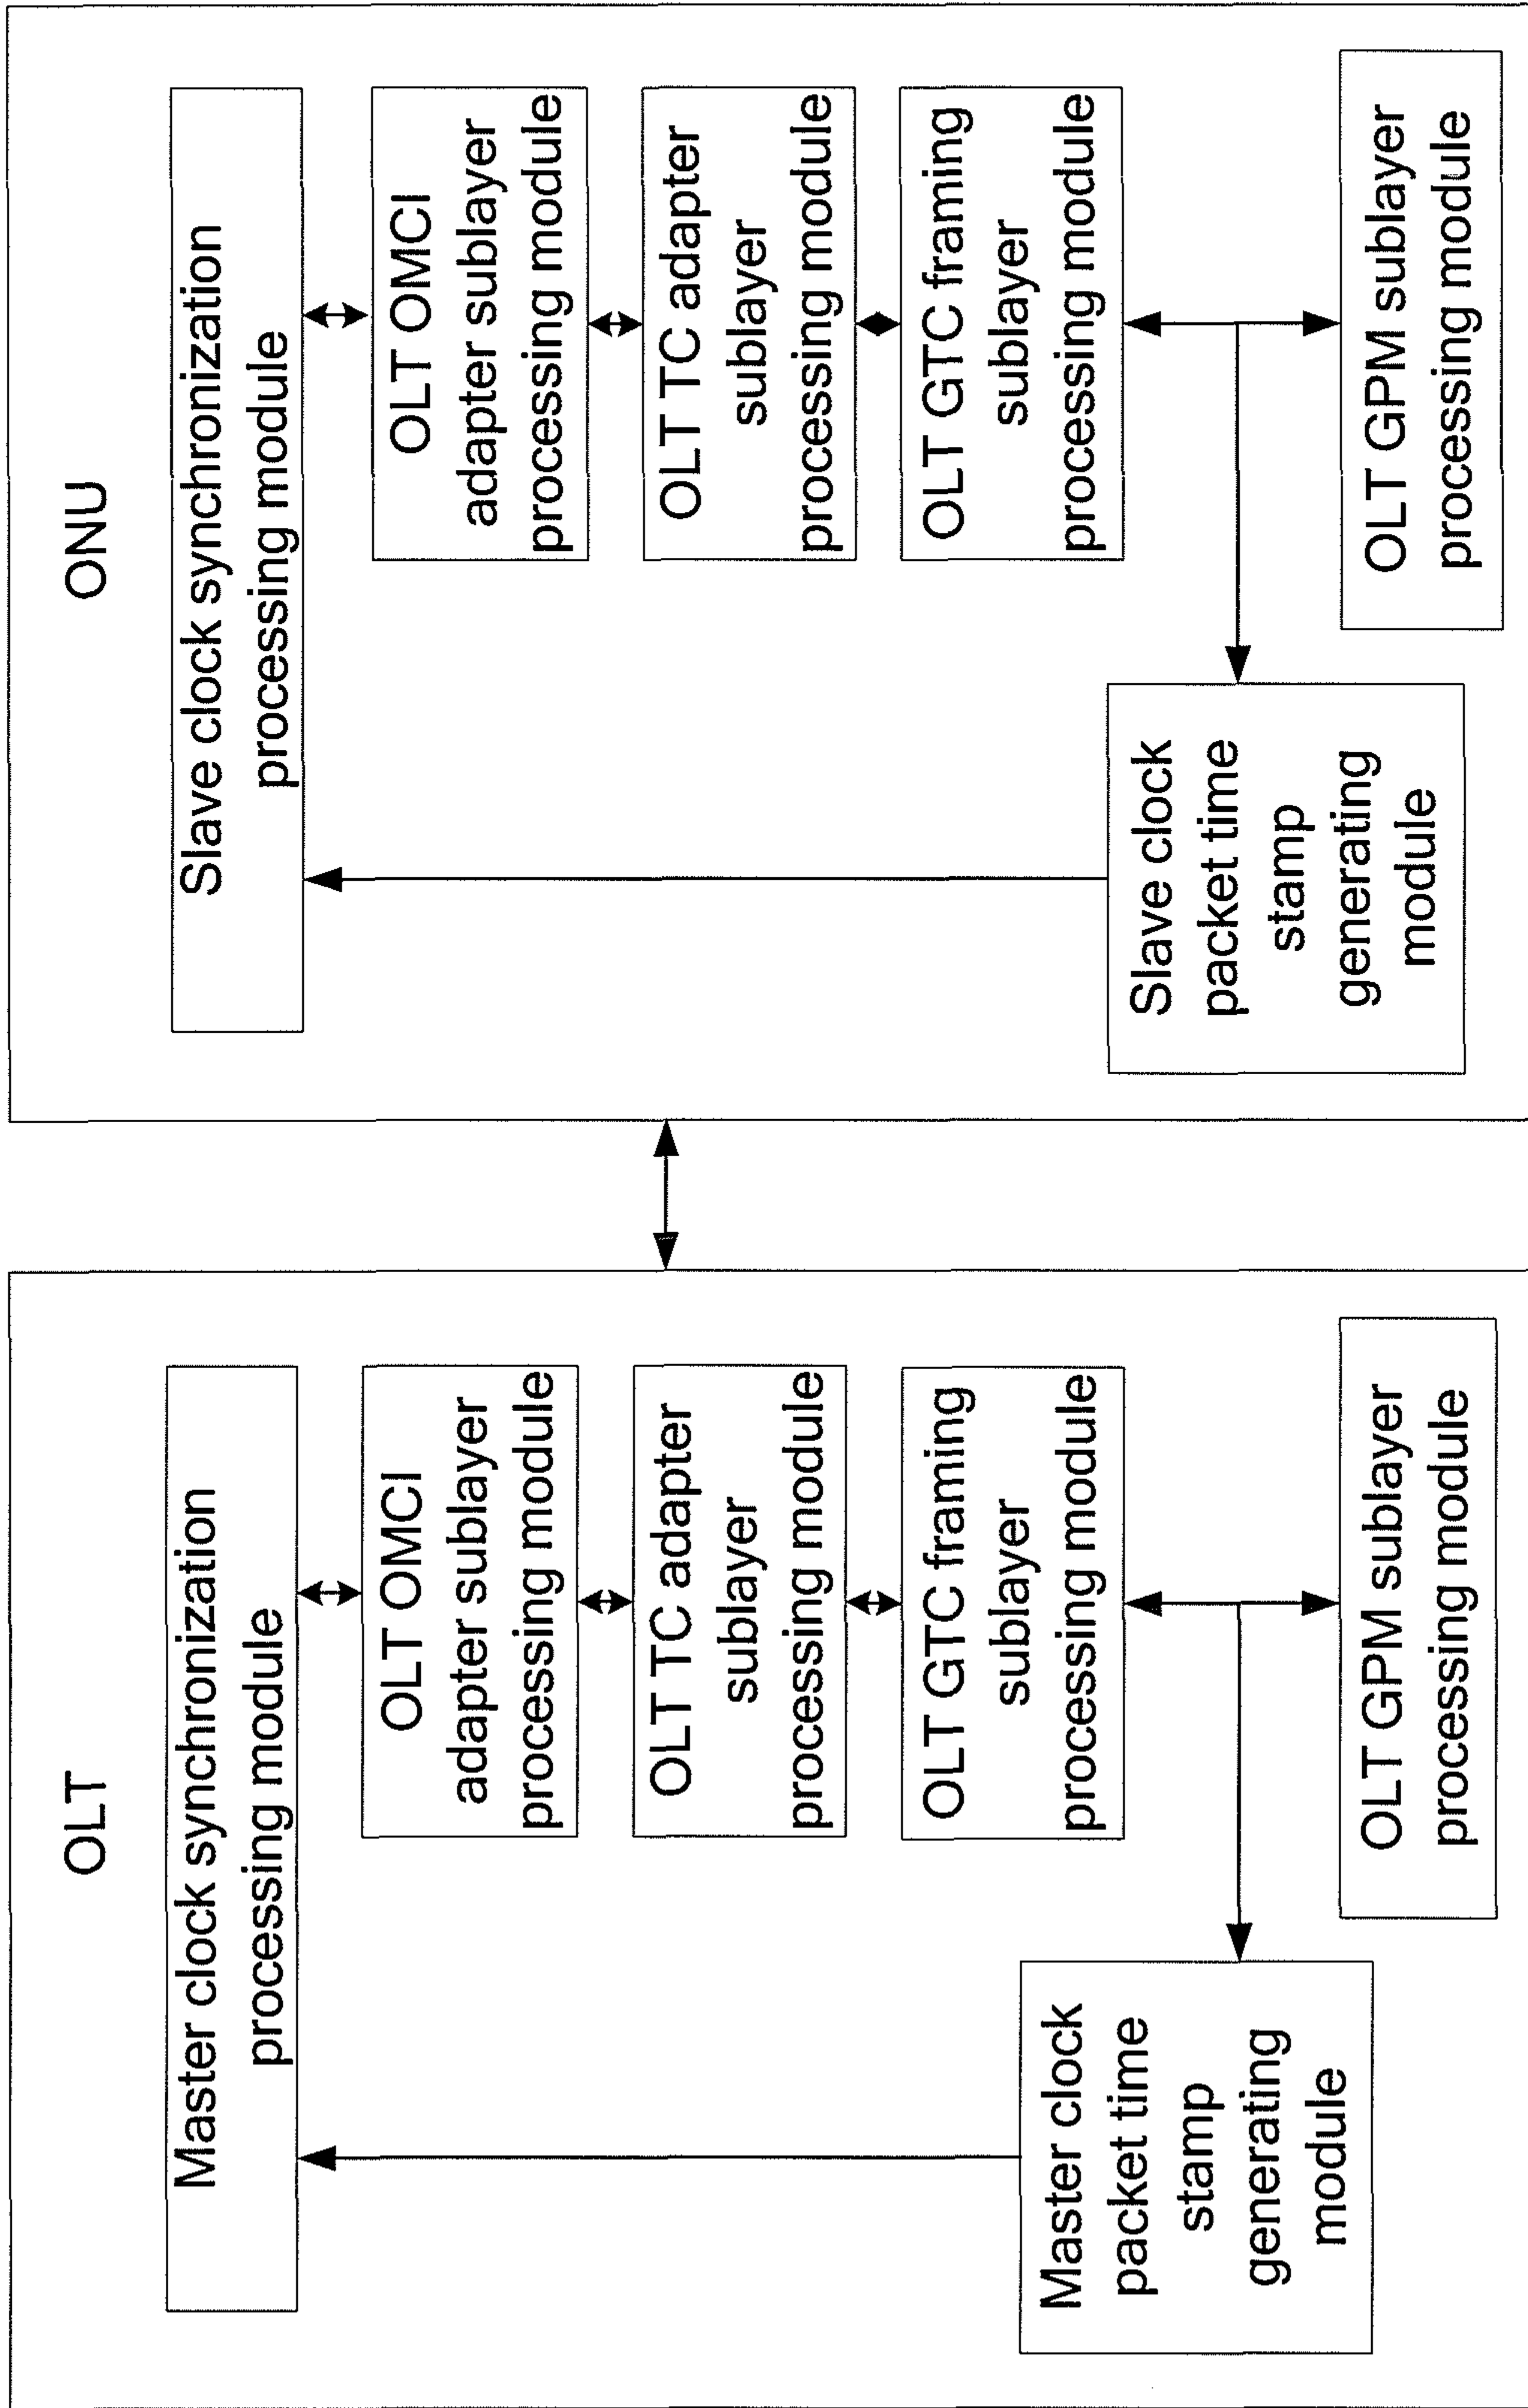 OLT
Master clock synchronization
processing module
OLT OMCI
adapter sublayer
processing module
OLT TC adapter
sublayer
processing module
OLT GTC framing
sublayer
processing module
Master clock
packet time
stamp
generating
module
OLT GPM sublayer
processing module
ONU
Slave clock synchronization
processing module
OLT OMCI
adapter sublayer
processing module
OLT TC adapter
sublayer
processing module
OLT GTC framing
sublayer
processing module
Slave clock
packet time
stamp
generating
module
OLT GPM sublayer
processing module